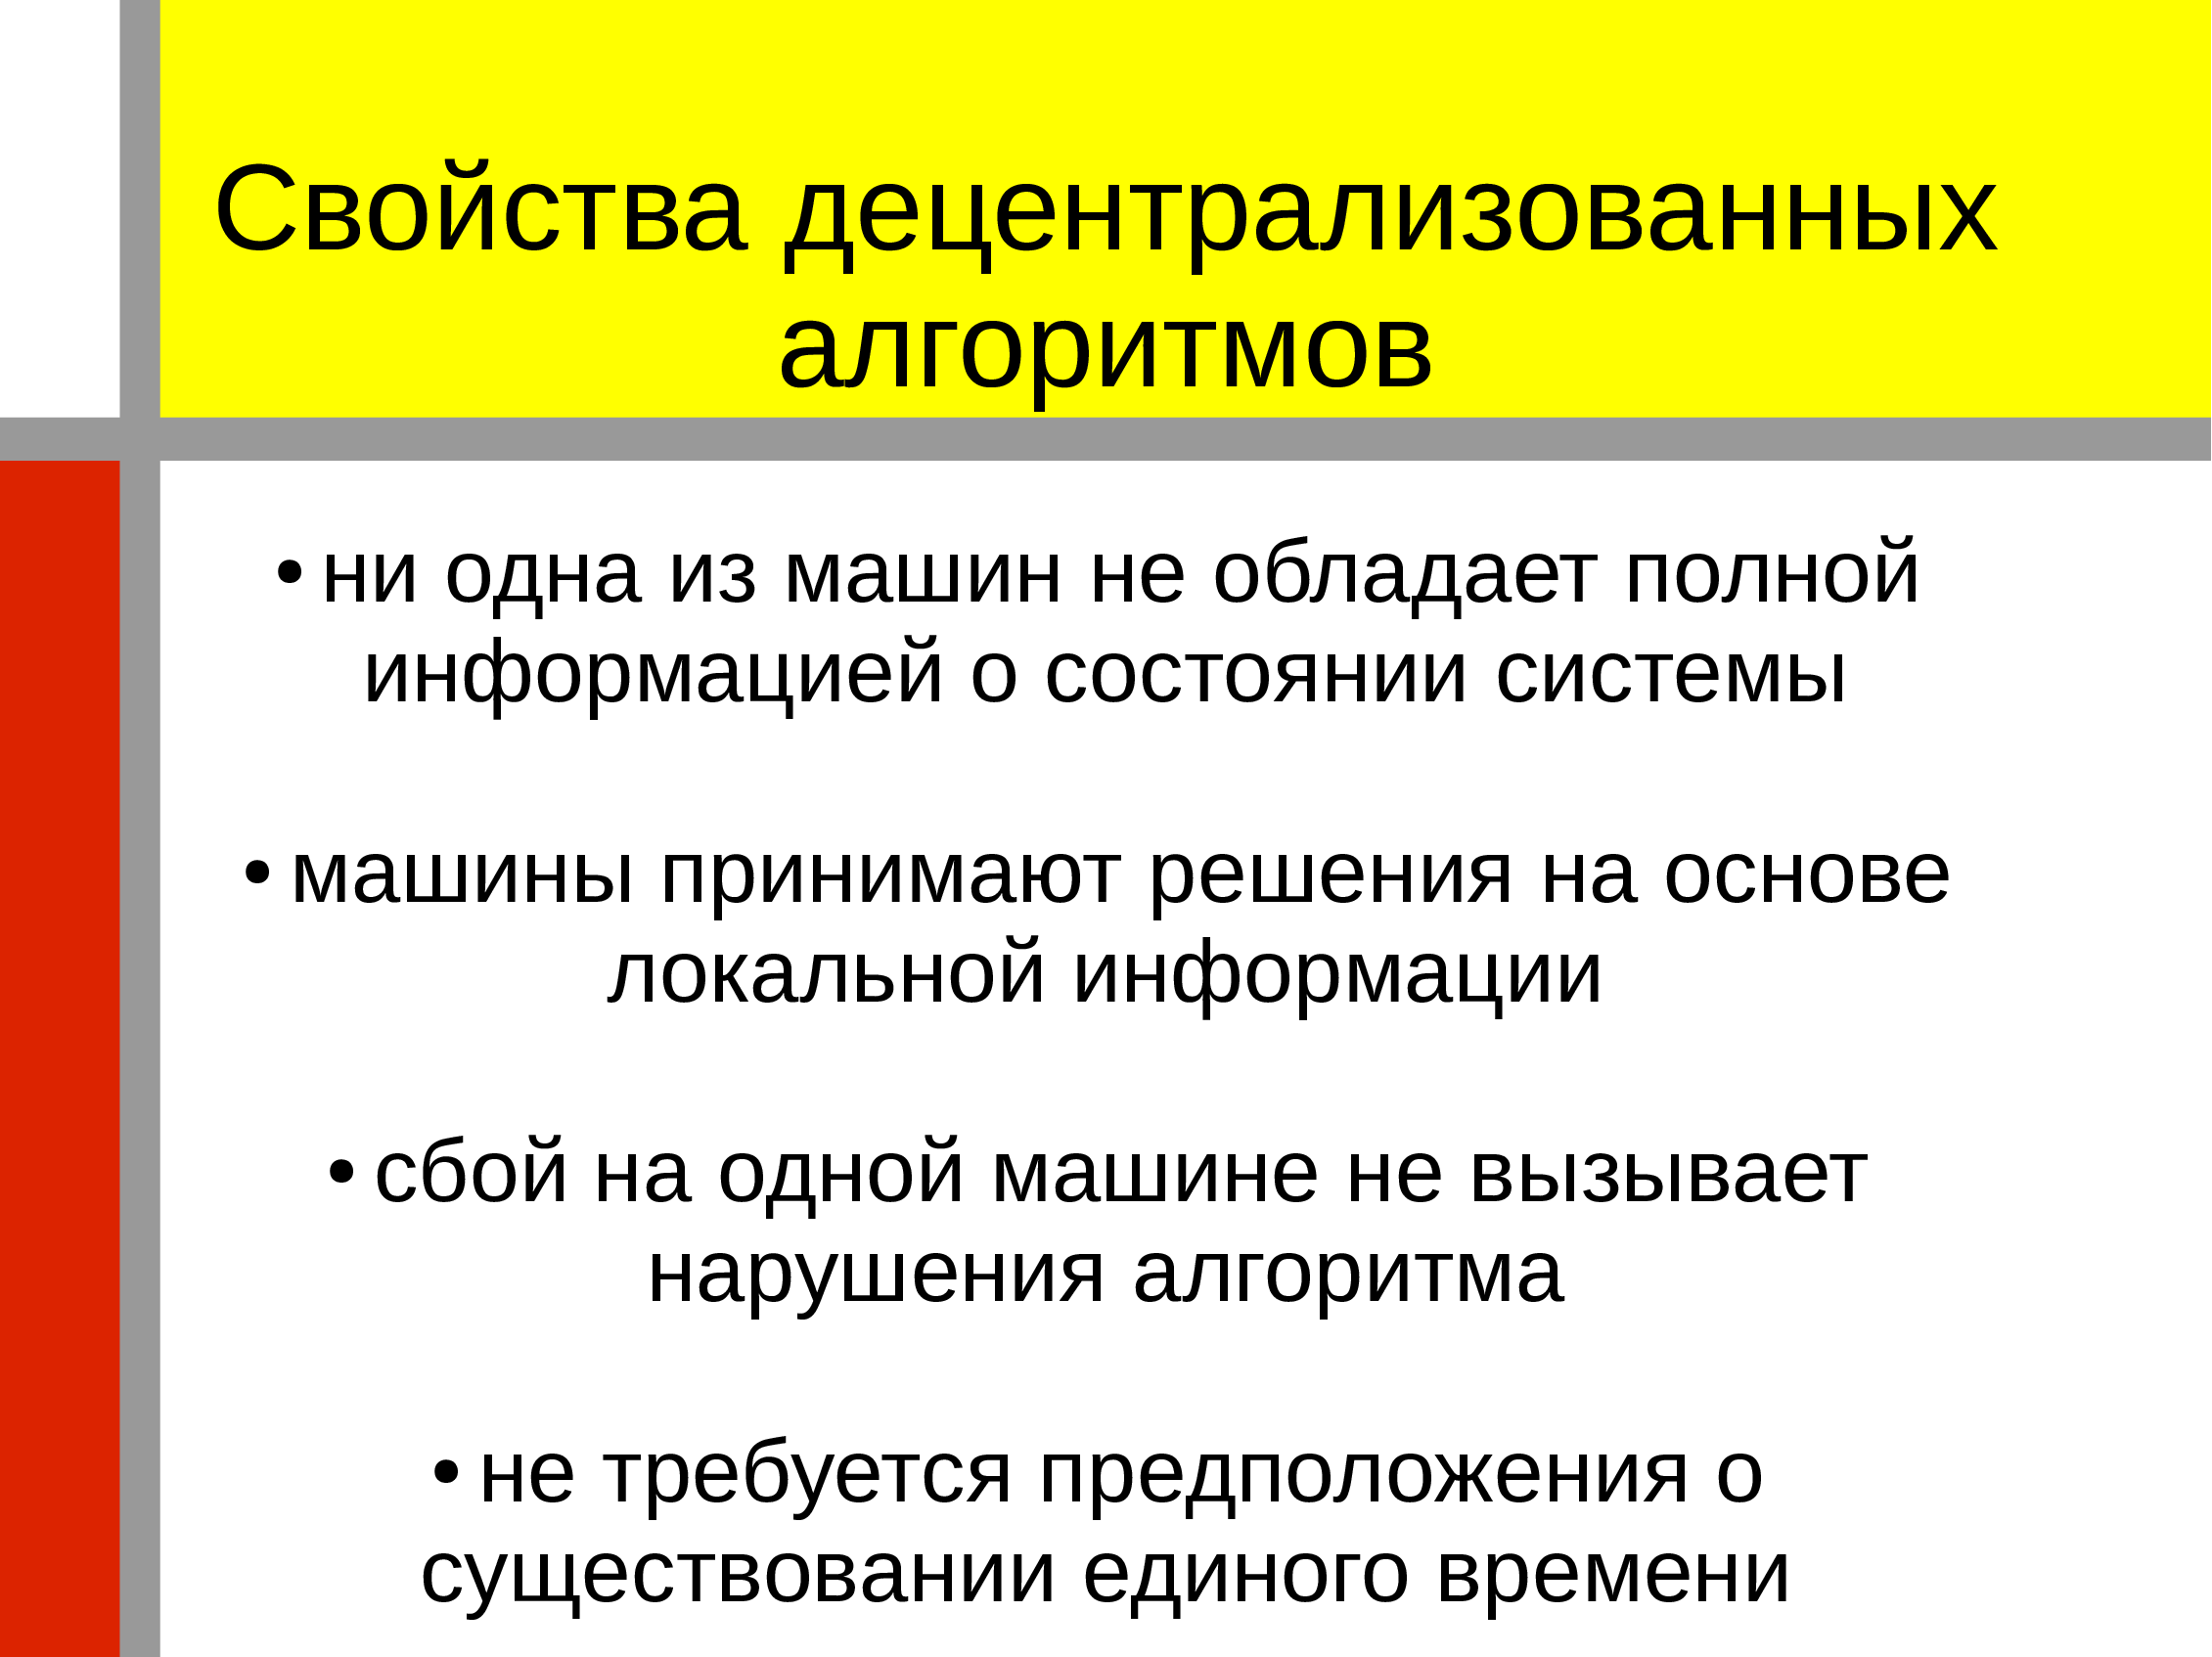 Свойства децентрализованных
алгоритмов
• ни одна из машин не обладает полной
информацией о состоянии системы
• машины принимают решения на основе
локальной информации
• сбой на одной машине не вызывает
нарушения алгоритма
• не требуется предположения о
существовании единого времени